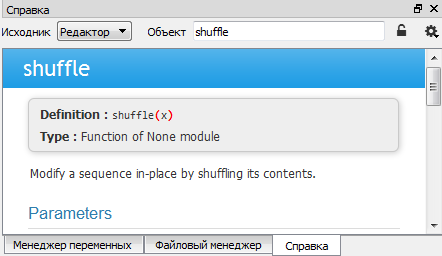 Справка
Исходник Редактор Объект shuffle
shuffle
Definition : shuffle(x)
Type : Function of None module
Modify a sequence in-place by shuffling its contents.
Parameters
Менеджер переменных Файловый менеджер Справка